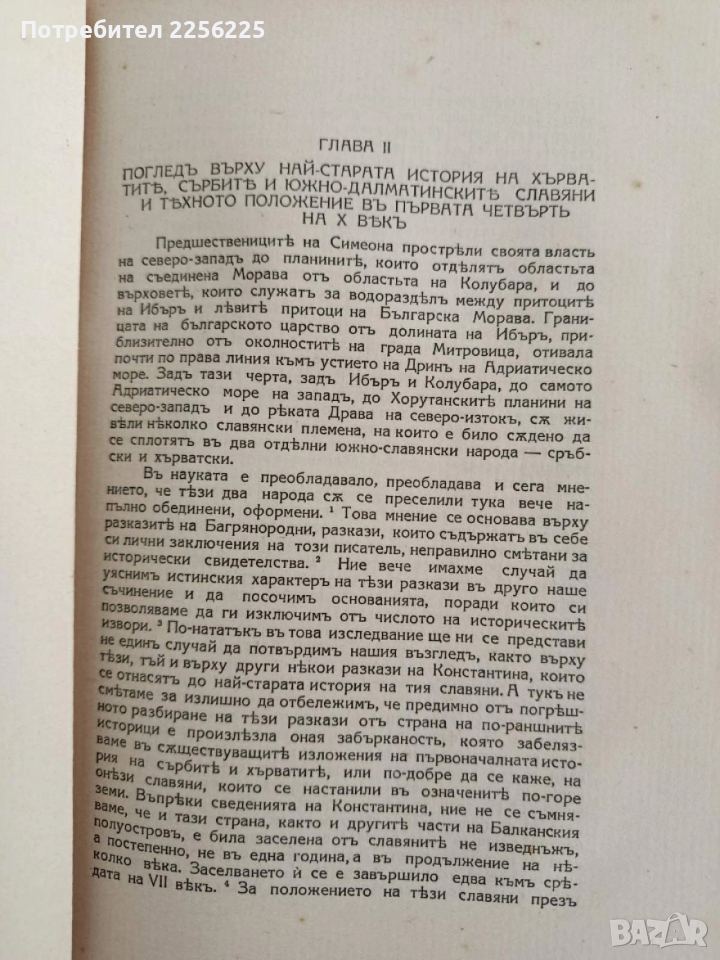 Потребител 2256225
ГЛАВА II
ПОГЛЕДЪ ВЪРХУ НАЙ-СТАРАТА ИСТОРИЯ НА ХЪРВА-
ТИТѢ, СЪРБИТѢ И ЮЖНО-ДАЛМАТИНСКИТѢ СЛАВЯНИ
И ТѢХНОТО ПОЛОЖЕНИЕ ВЪ ПЪРВАТА ЧЕТВЪРТЬ
НА X ВѢКЪ
Предшественицитѣ на Симеона прострѣли своята власть
на северо-западъ до планинитѣ, които отдѣлятъ областьта
на съединена Морава отъ областьта на Колубара, и до
върховетѣ, които служатъ за водораздѣлъ между притоцитѣ
на Ибъръ и лѣвитѣ притоци на Българска Морава. Грани-
цата на българското царство отъ долината на Ибъръ, при-
близително отъ околноститѣ на града Митровица, отивала
почти по права линия къмъ устието на Дринъ на Адриатическо
море. Задъ тази черта, задъ Ибъръ и Колубара, до самото
Адриатическо море на западъ, до Хорутанскитѣ планини на
северо-западъ и до рѣката Драва на северо-изтокъ, сѫ жи-
вѣли нѣколко славянски племена, на които е било сѫдено да
се сплотятъ въ два отдѣлни южно-славянски народа — сръб-
ски и хърватски.
Въ науката е преобладавало, преобладава и сега мне-
нието, че тѣзи два народа сѫ се преселили тука вече на-
пълно обединени, оформени. ¹ Това мнение се основава върху
разказитѣ на Багрянородни, разкази, които съдържатъ въ себе
си лични заключения на този писатель, неправилно смѣтани за
исторически свидетелства. ² Ние вече имахме случай да
уяснимъ истинския характеръ на тѣзи разкази въ друго наше
съчинение и да посочимъ основанията, поради които си
позволяваме да ги изключимъ отъ числото на историческитѣ
извори. ³ По-нататъкъ въ това изследване ще ни се представи
не единъ случай да потвърдимъ нашия възгледъ, както върху
тѣзи, тъй и върху други нѣкои разкази на Константина, които
се отнасятъ до най-старата история на тия славяни. А тукъ не
смѣтаме за излишно да отбележимъ, че предимно отъ погрѣш-
ното разбиране на тѣзи разкази отъ страна на по-раншнитѣ
историци е произлѣзла оная забърканость, която забеляз-
ваме въ сѫществуващитѣ изложения на първоначалната исто-
рия на сърбитѣ и хърватитѣ, или по-добре да се каже, на
онѣзи славяни, които се настанили въ означенитѣ по-горе
земи. Въпрѣки сведенията на Константина, ние не се съмня-
ваме, че и тази страна, както и другитѣ части на Балканския
полуостровъ, е била заселена отъ славянитѣ не изведнъжъ,
а постепенно, не въ една година, а въ продължение на нѣ-
колко вѣка. Заселването ѝ се е завършило едва къмъ срѣ-
дата на VII вѣкъ. ⁴ За положението на тѣзи славяни презъ
BAZAR